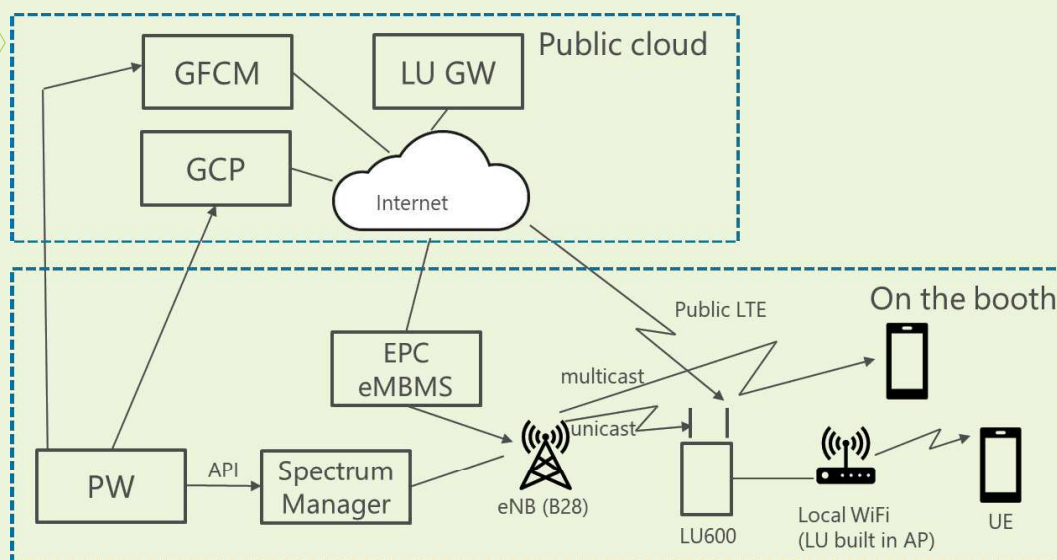 Public cloud
GFCM
LU GW
GCP
Internet
On the booth
Public LTE
EPC
eMBMS
multicast
unicast
PW
API
Spectrum
Manager
eNB (B28)
LU600
Local WiFi
(LU built in AP)
UE